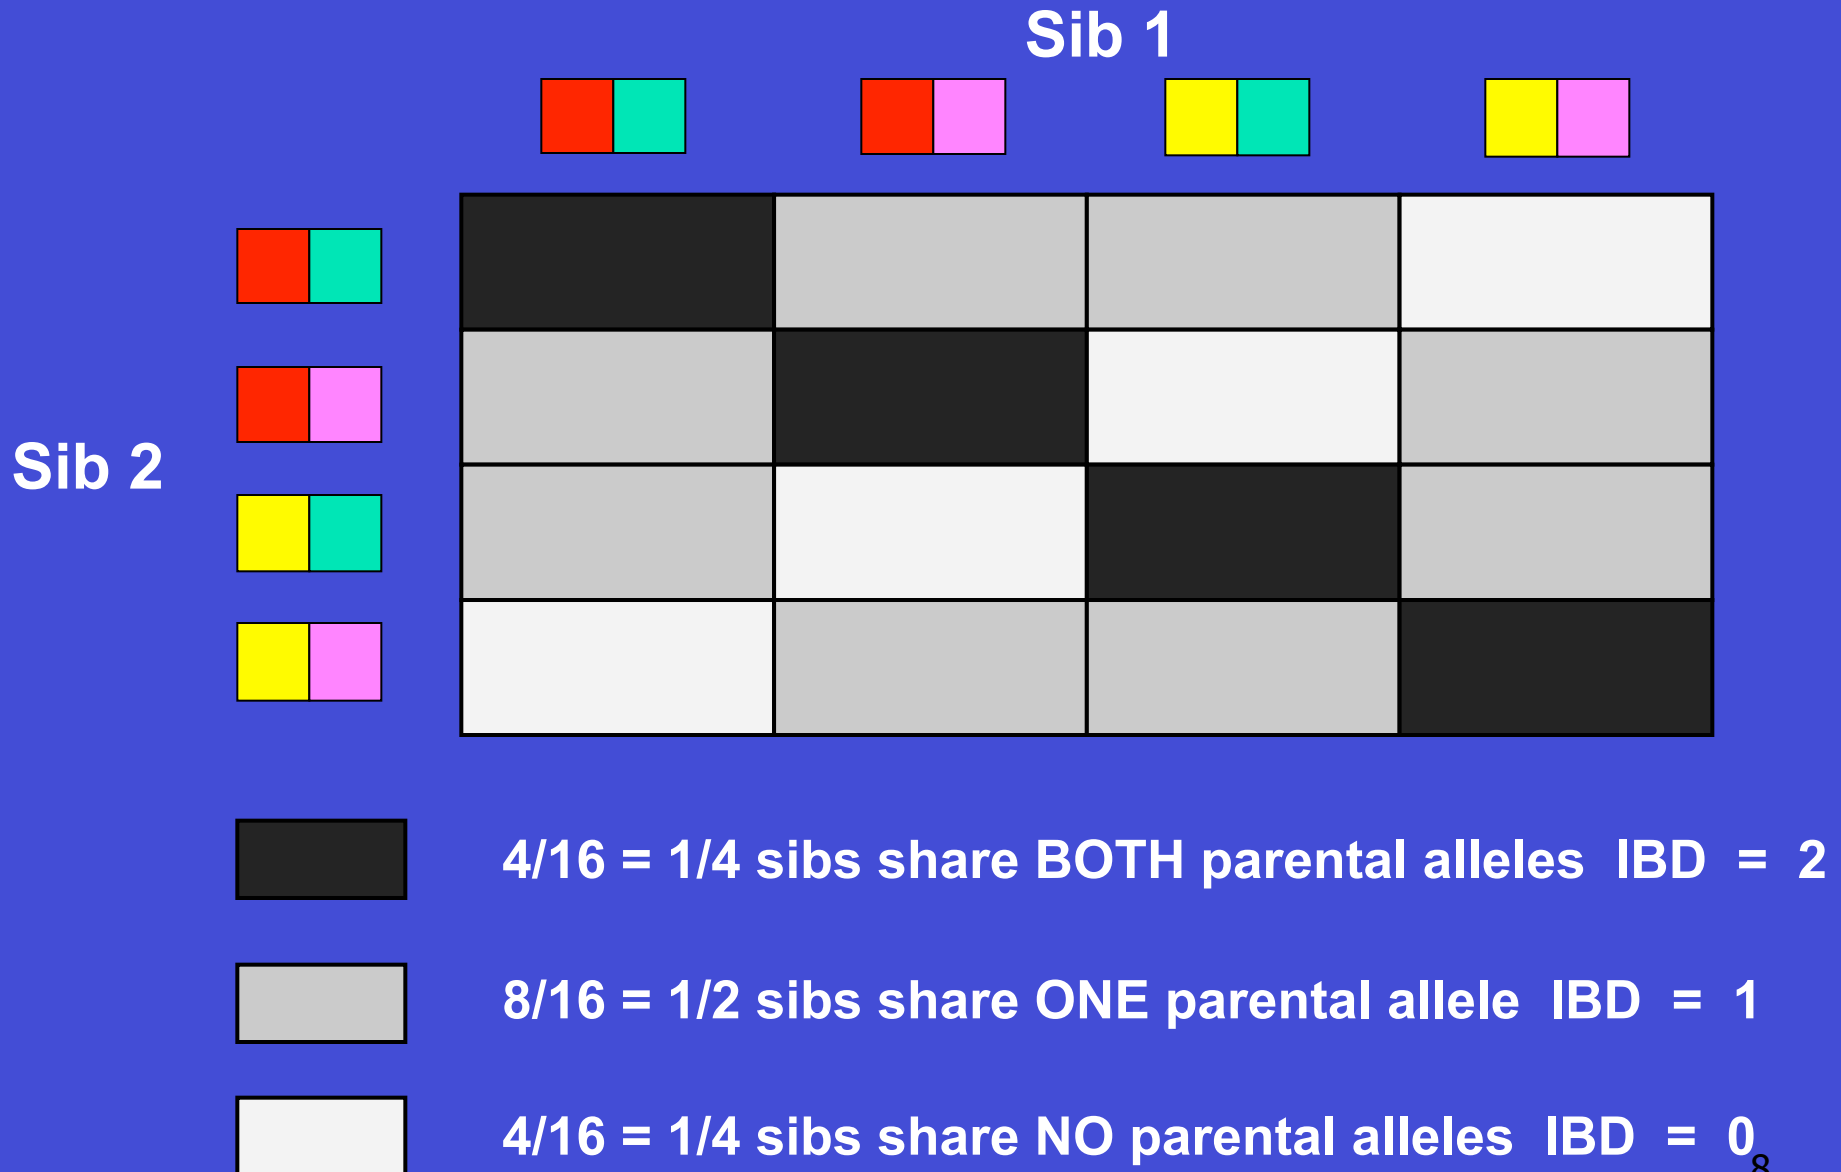 Sib 1
Sib 2
4/16 = 1/4 sibs share BOTH parental alleles IBD = 2
8/16 = 1/2 sibs share ONE parental allele IBD = 1
4/16 = 1/4 sibs share NO parental alleles IBD = 0
8